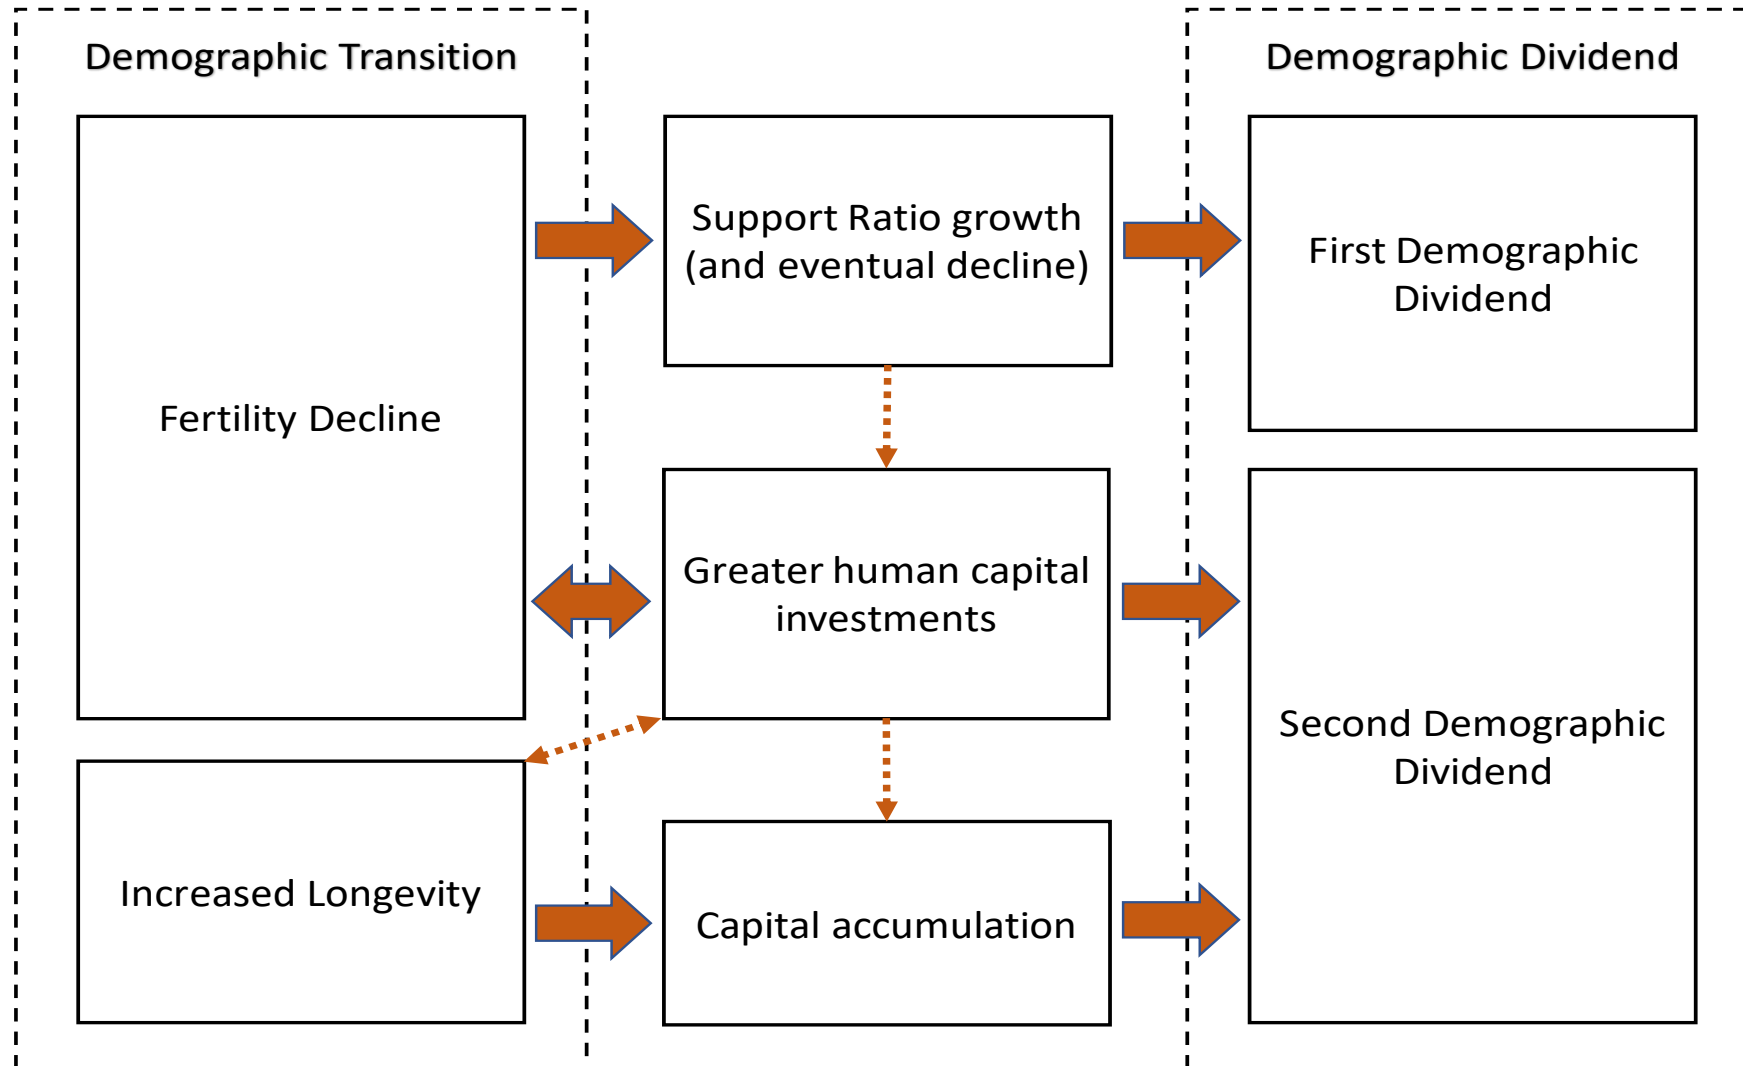 Demographic Transition
Fertility Decline
Increased Longevity
Support Ratio growth
(and eventual decline)
Greater human capital
investments
Capital accumulation
Demographic Dividend
First Demographic
Dividend
Second Demographic
Dividend